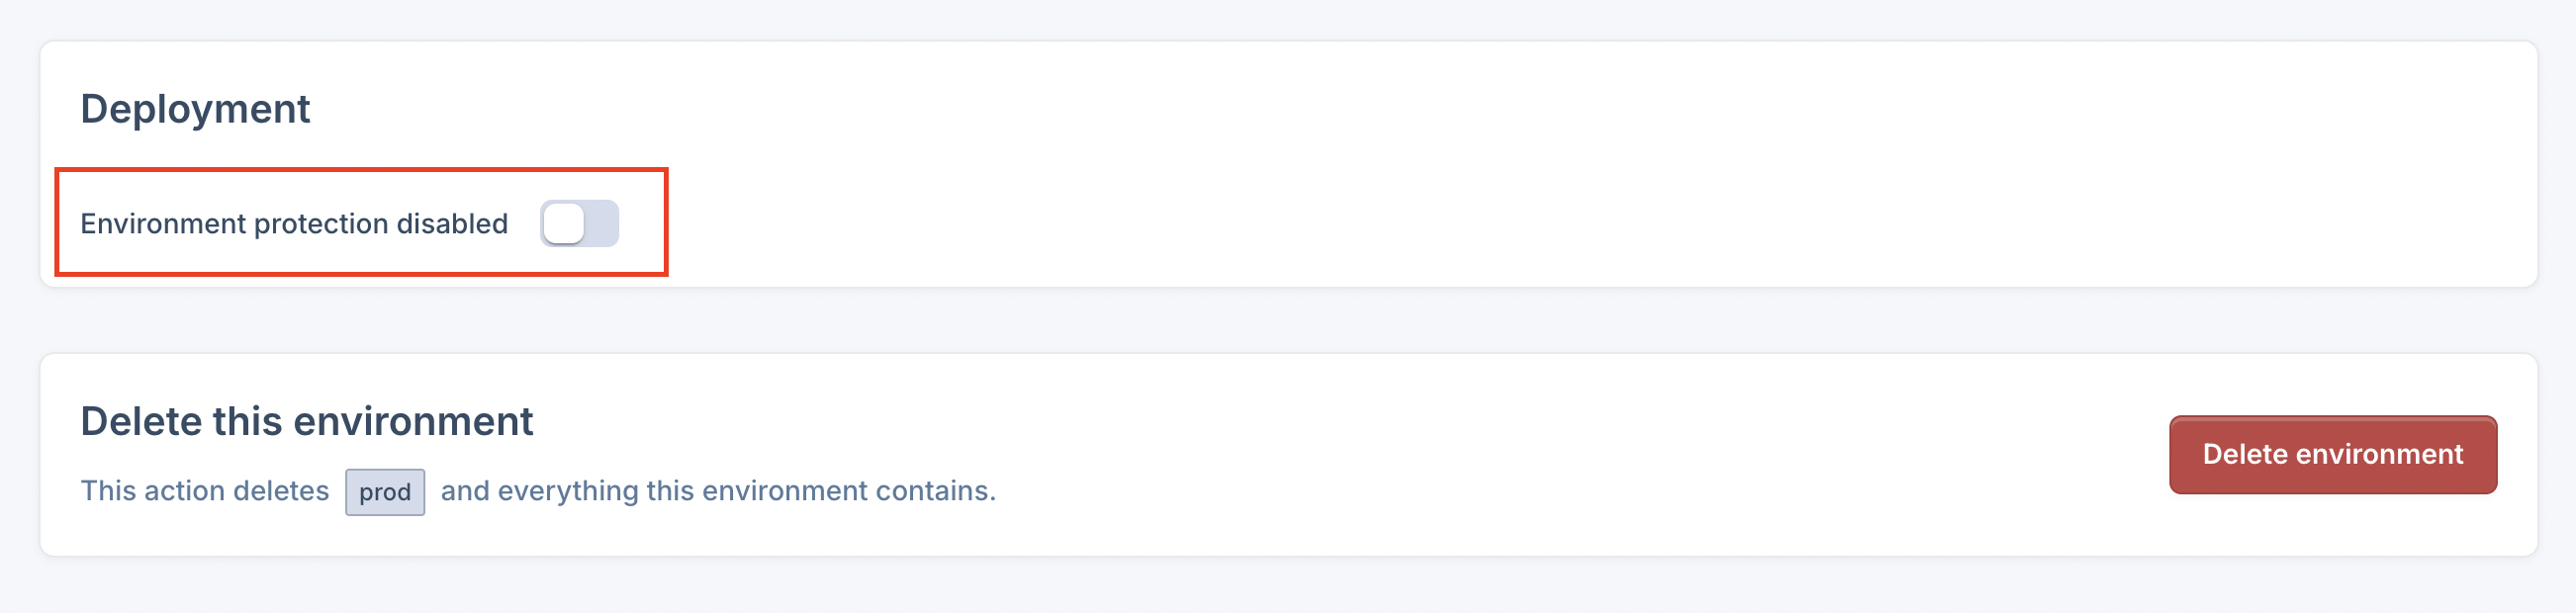 Deployment
Environment protection disabled
Delete this environment
This action deletes prod and everything this environment contains.
Delete environment